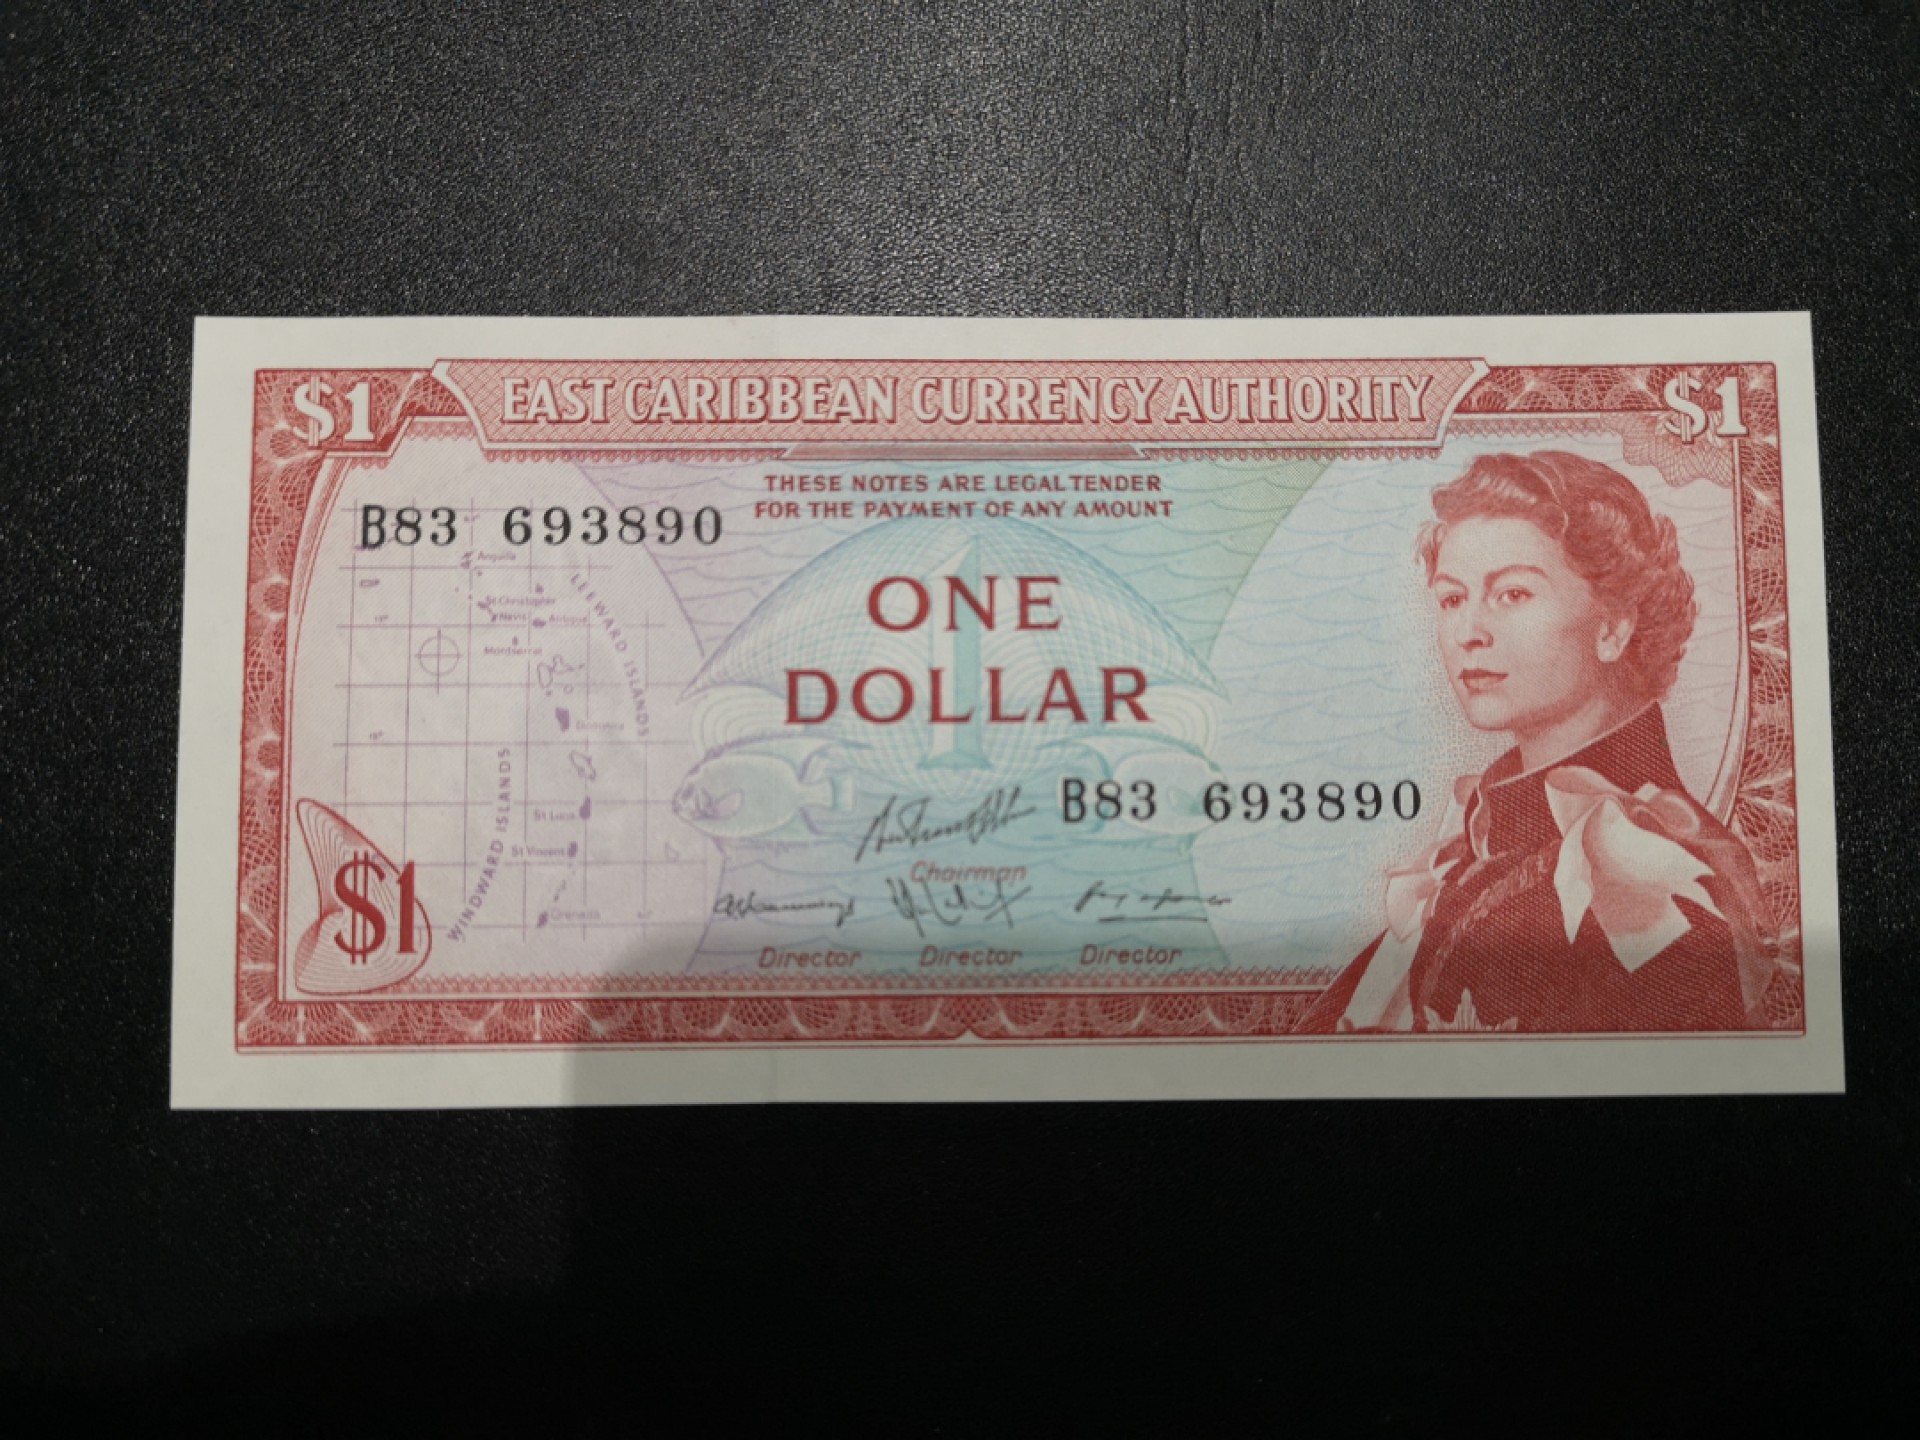 $1 EAST CARIBBEAN CURRENCY AUTHORITY $1
THESE NOTES ARE LEGAL TENDER
FOR THE PAYMENT OF ANY AMOUNT
B83 693890
Anguilla
LEEWARD ISLANDS
St Christopher
Nevis
Antigua
Montserrat
ONE
1
DOLLAR
Dominica
WINDWARD ISLANDS
St Lucia
St Vincent
Grenada
B83 693890
Chairman
$1
Director Director Director